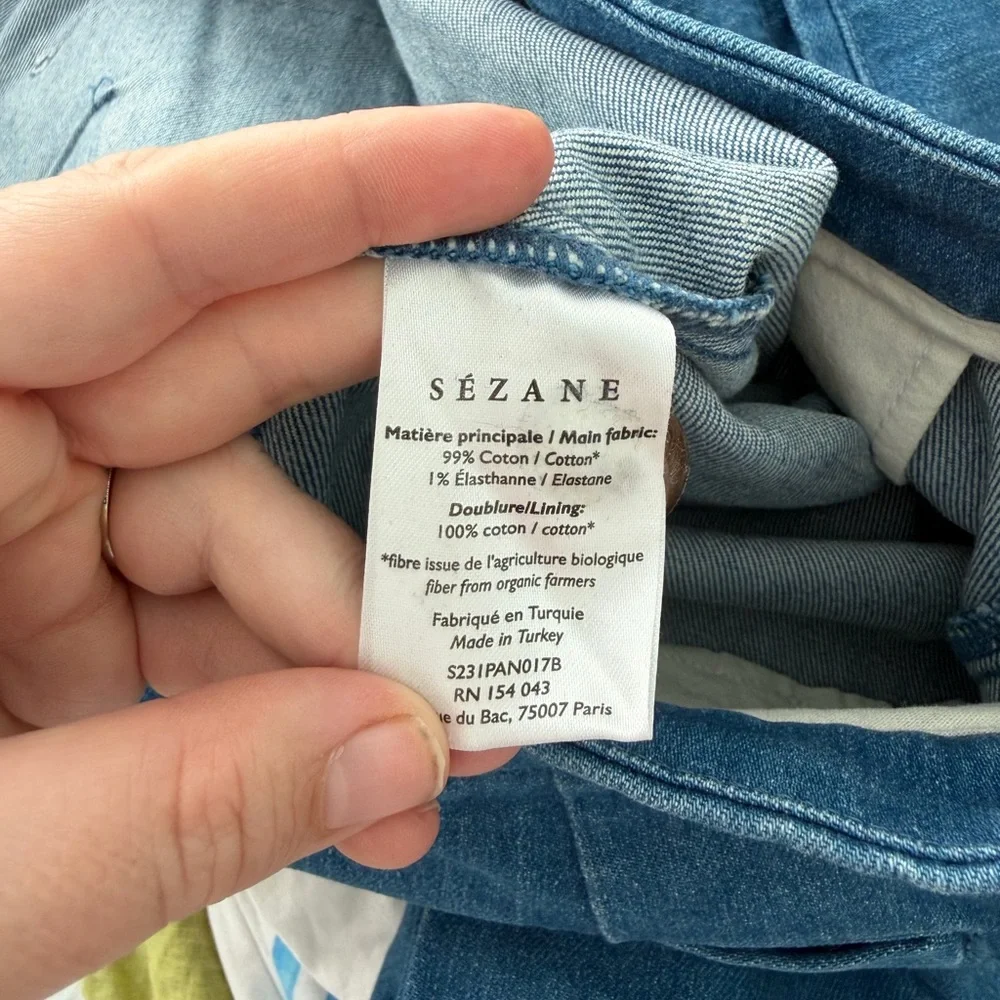 SÉZANE
Matière principale / Main fabric:
99% Coton / Cotton*
1% Élasthanne / Elastane
Doublure/Lining:
100% coton / cotton*
*fibre issue de l'agriculture biologique
fiber from organic farmers
Fabriqué en Turquie
Made in Turkey
S231PAN017B
RN 154 043
du Bac, 75007 Paris